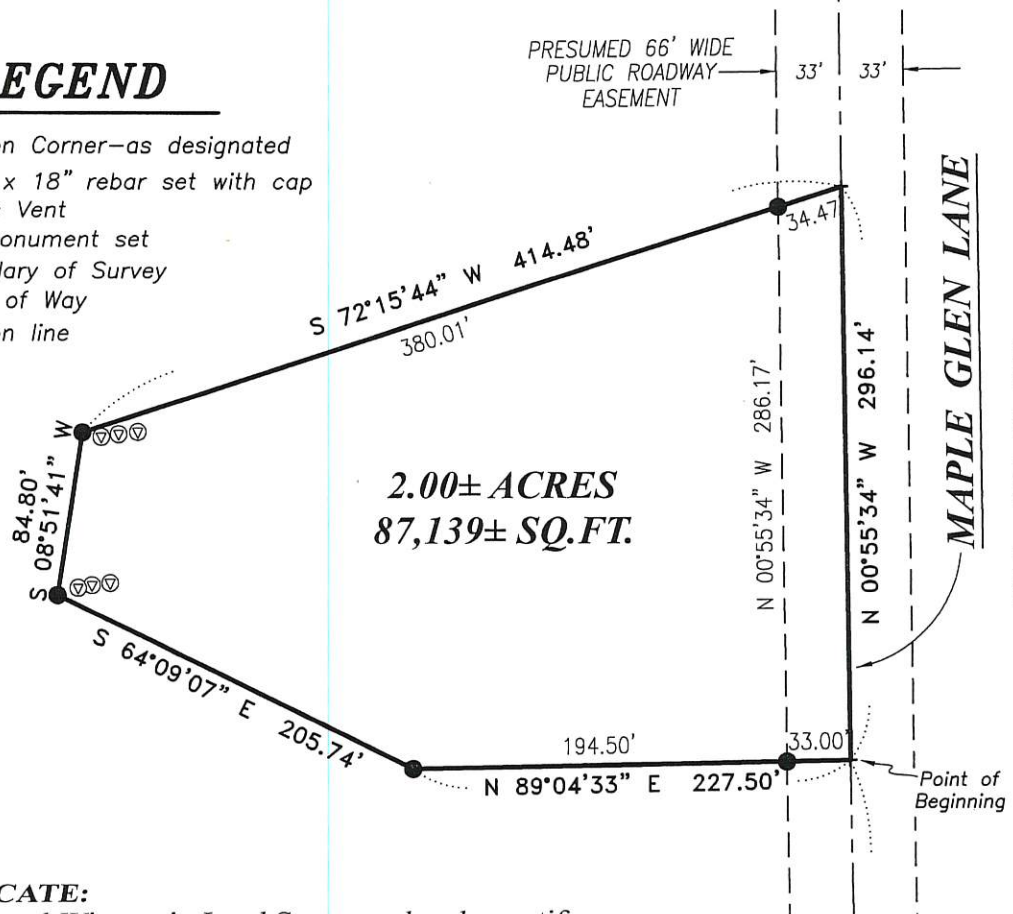 EGEND
n Corner—as designated
x 18” rebar set with cap
Vent
onument set
dary of Survey
of Way
n line
PRESUMED 66' WIDE
PUBLIC ROADWAY
EASEMENT
33'
33'
34.47
S 72°15'44” W 414.48'
380.01'
MAPLE GLEN LANE
N 00°55'34” W 296.14'
N 00°55'34” W 286.17'
84.80'
S 08°51'41” W
2.00± ACRES
87,139± SQ.FT.
S 64°09'07” E 205.74'
194.50'
33.00'
N 89°04'33” E 227.50'
Point of
Beginning
CATE: